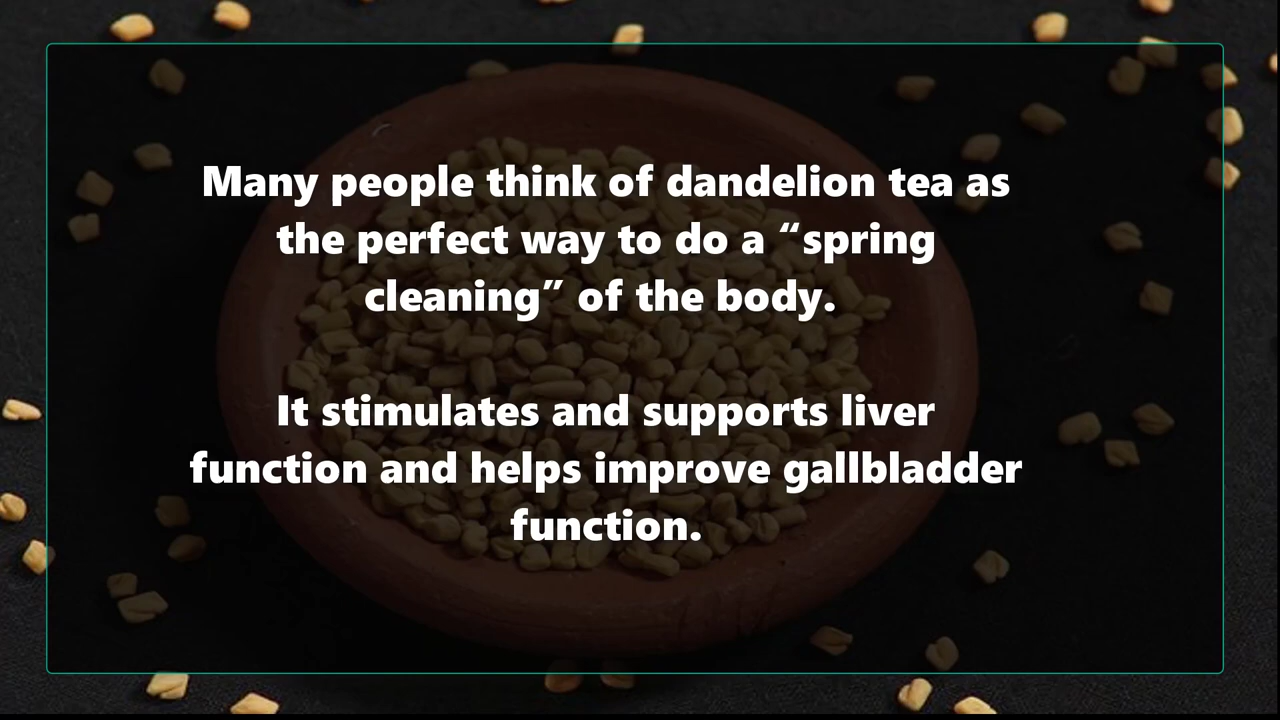 Many people think of dandelion tea as
the perfect way to do a “spring
cleaning” of the body.
It stimulates and supports liver
function and helps improve gallbladder
function.